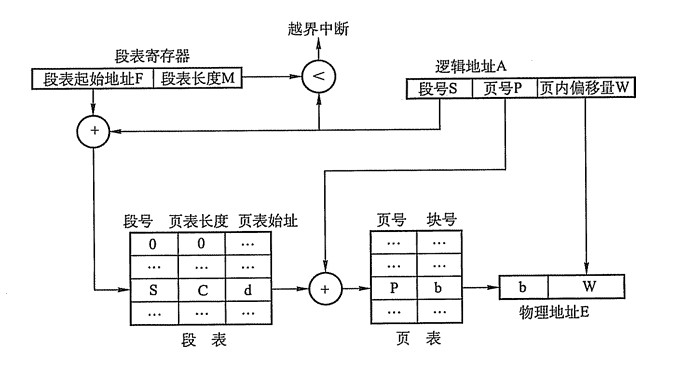 越界中断
段表寄存器
段表起始地址F 段表长度M
<
逻辑地址A
段号S 页号P 页内偏移量W
+
段号 页表长度 页表始址
0 0 …
… … …
S C d
… … …
段 表
+
页号 块号
… …
… …
P b
… …
页 表
b W
物理地址E